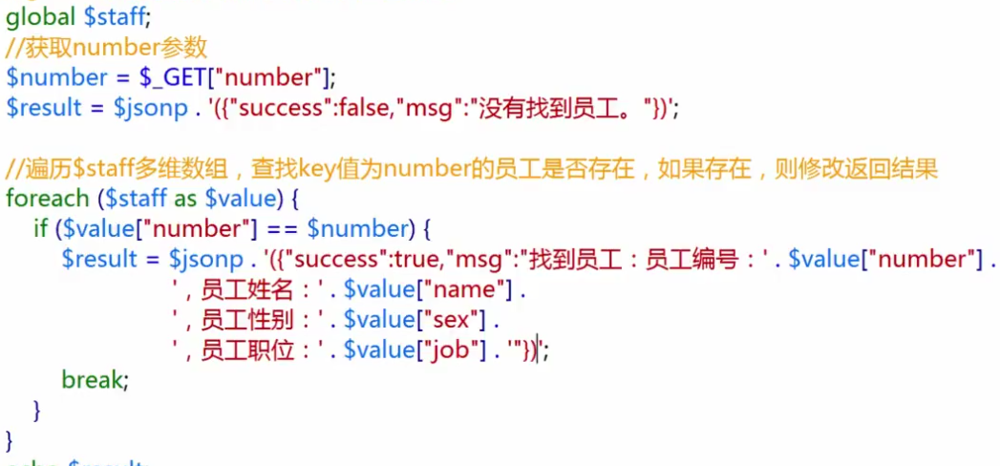 global $staff;
//获取number参数
$number = $_GET["number"];
$result = $jsonp . '({"success":false,"msg":"没有找到员工。"})';
//遍历$staff多维数组，查找key值为number的员工是否存在，如果存在，则修改返回结果
foreach ($staff as $value) {
if ($value["number"] == $number) {
$result = $jsonp . '({"success":true,"msg":"找到员工：员工编号：' . $value["number"] .
'，员工姓名：' . $value["name"] .
'，员工性别：' . $value["sex"] .
'，员工职位：' . $value["job"] . '"})';
break;
}
}